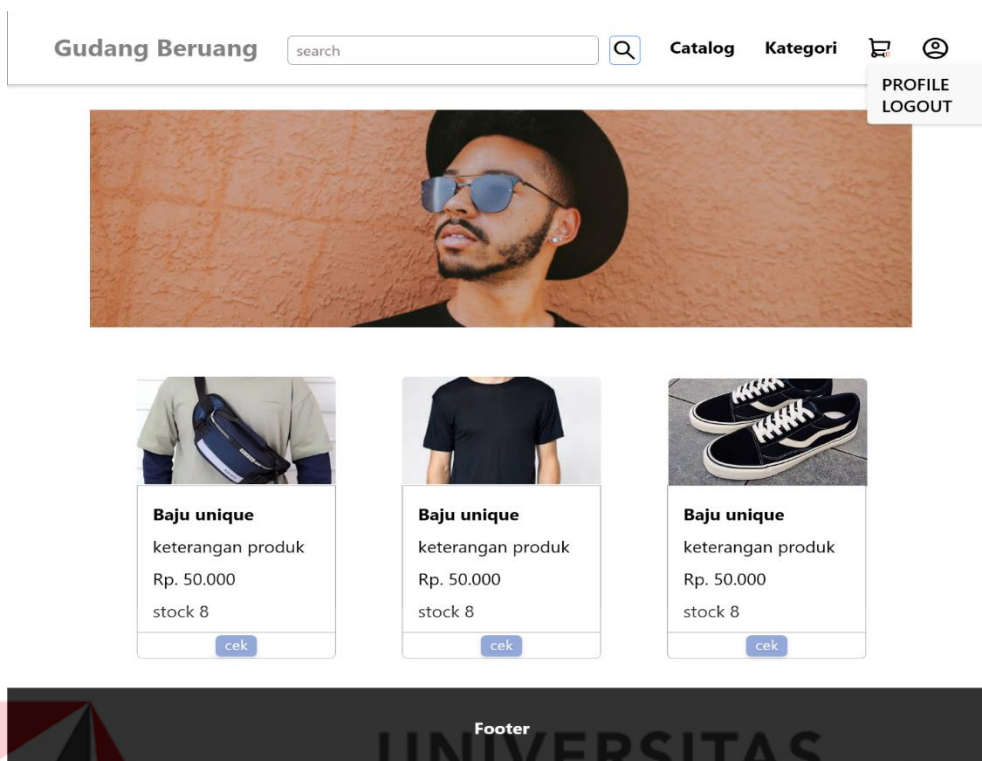 Gudang Beruang
search
Catalog
Kategori
0
PROFILE
LOGOUT
Baju unique
keterangan produk
Rp. 50.000
stock 8
cek
Baju unique
keterangan produk
Rp. 50.000
stock 8
cek
Baju unique
keterangan produk
Rp. 50.000
stock 8
cek
Footer
UNIVERSITAS